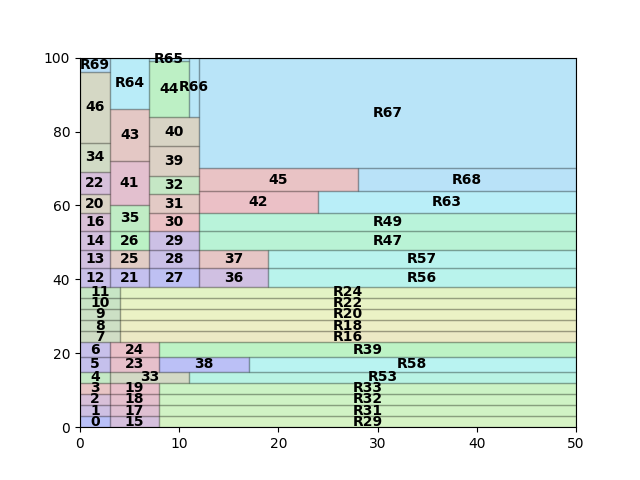 100 R69 R64 R65
44 R66
R67
46
80 43 40
34 39
22 41 32 45 R68
60 20 31 42 R63
16 35 30 R49
14 26 29 R47
13 25 28 37 R57
40 12 21 27 36 R56
11 R24
10 R22
9 R20
8 R18
7 R16
20 6 24 R39
5 23 38 R58
4 33 R53
3 19 R33
2 18 R32
1 17 R31
0 0 15 R29
0 10 20 30 40 50